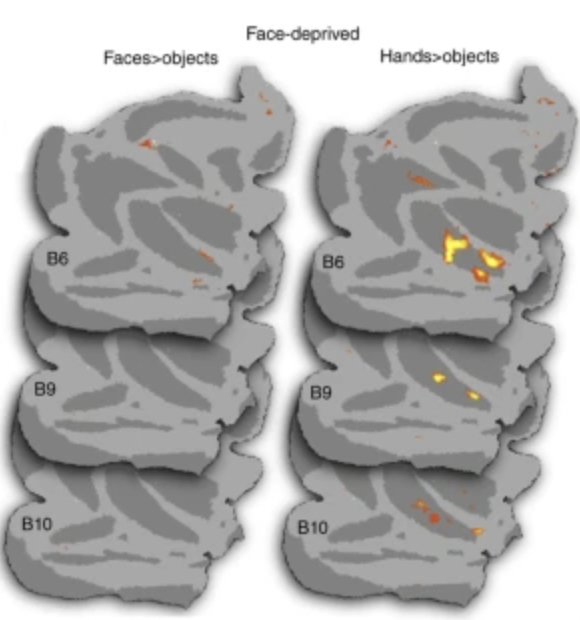 Face-deprived
Faces>objects
Hands>objects
B6
B6
B9
B9
B10
B10